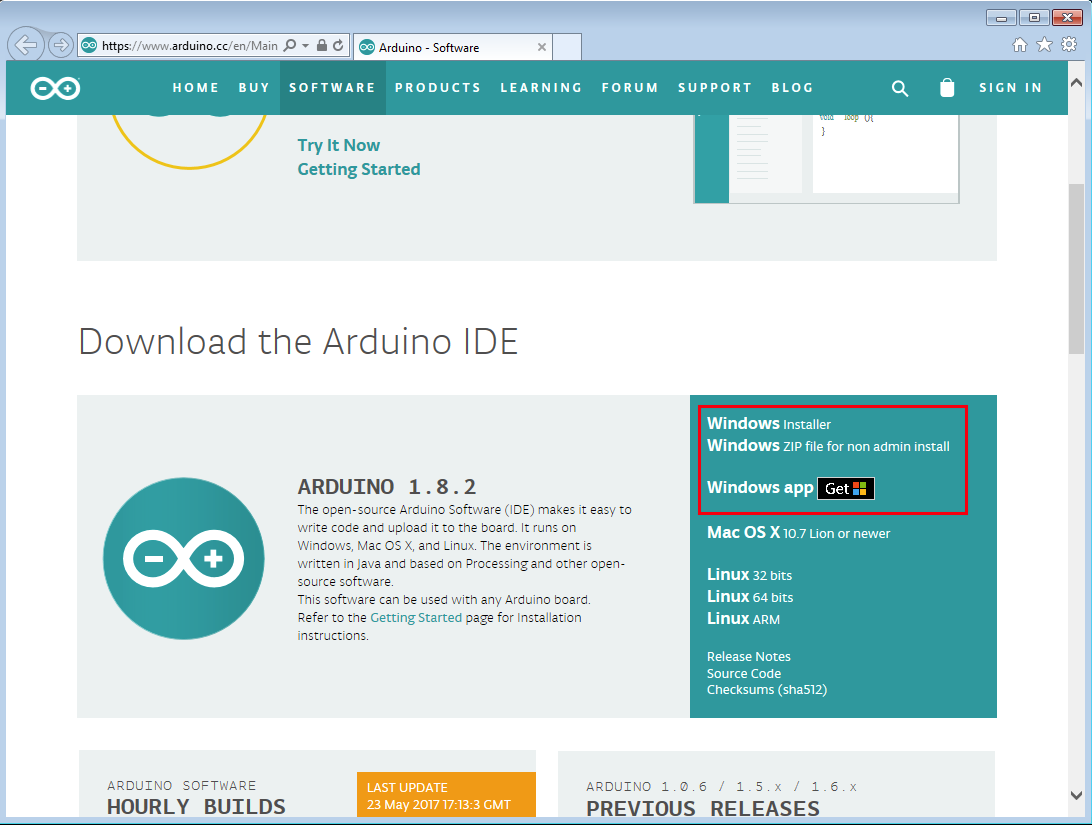 https://www.arduino.cc/en/Main
Arduino - Software
HOME BUY SOFTWARE PRODUCTS LEARNING FORUM SUPPORT BLOG SIGN IN
Try It Now
Getting Started
void loop (){
}
Download the Arduino IDE
ARDUINO 1.8.2
The open-source Arduino Software (IDE) makes it easy to
write code and upload it to the board. It runs on
Windows, Mac OS X, and Linux. The environment is
written in Java and based on Processing and other open-
source software.
This software can be used with any Arduino board.
Refer to the Getting Started page for Installation
instructions.
Windows Installer
Windows ZIP file for non admin install
Windows app Get
Mac OS X 10.7 Lion or newer
Linux 32 bits
Linux 64 bits
Linux ARM
Release Notes
Source Code
Checksums (sha512)
ARDUINO SOFTWARE
HOURLY BUILDS
LAST UPDATE
23 May 2017 17:13:3 GMT
ARDUINO 1.0.6 / 1.5.x / 1.6.x
PREVIOUS RELEASES